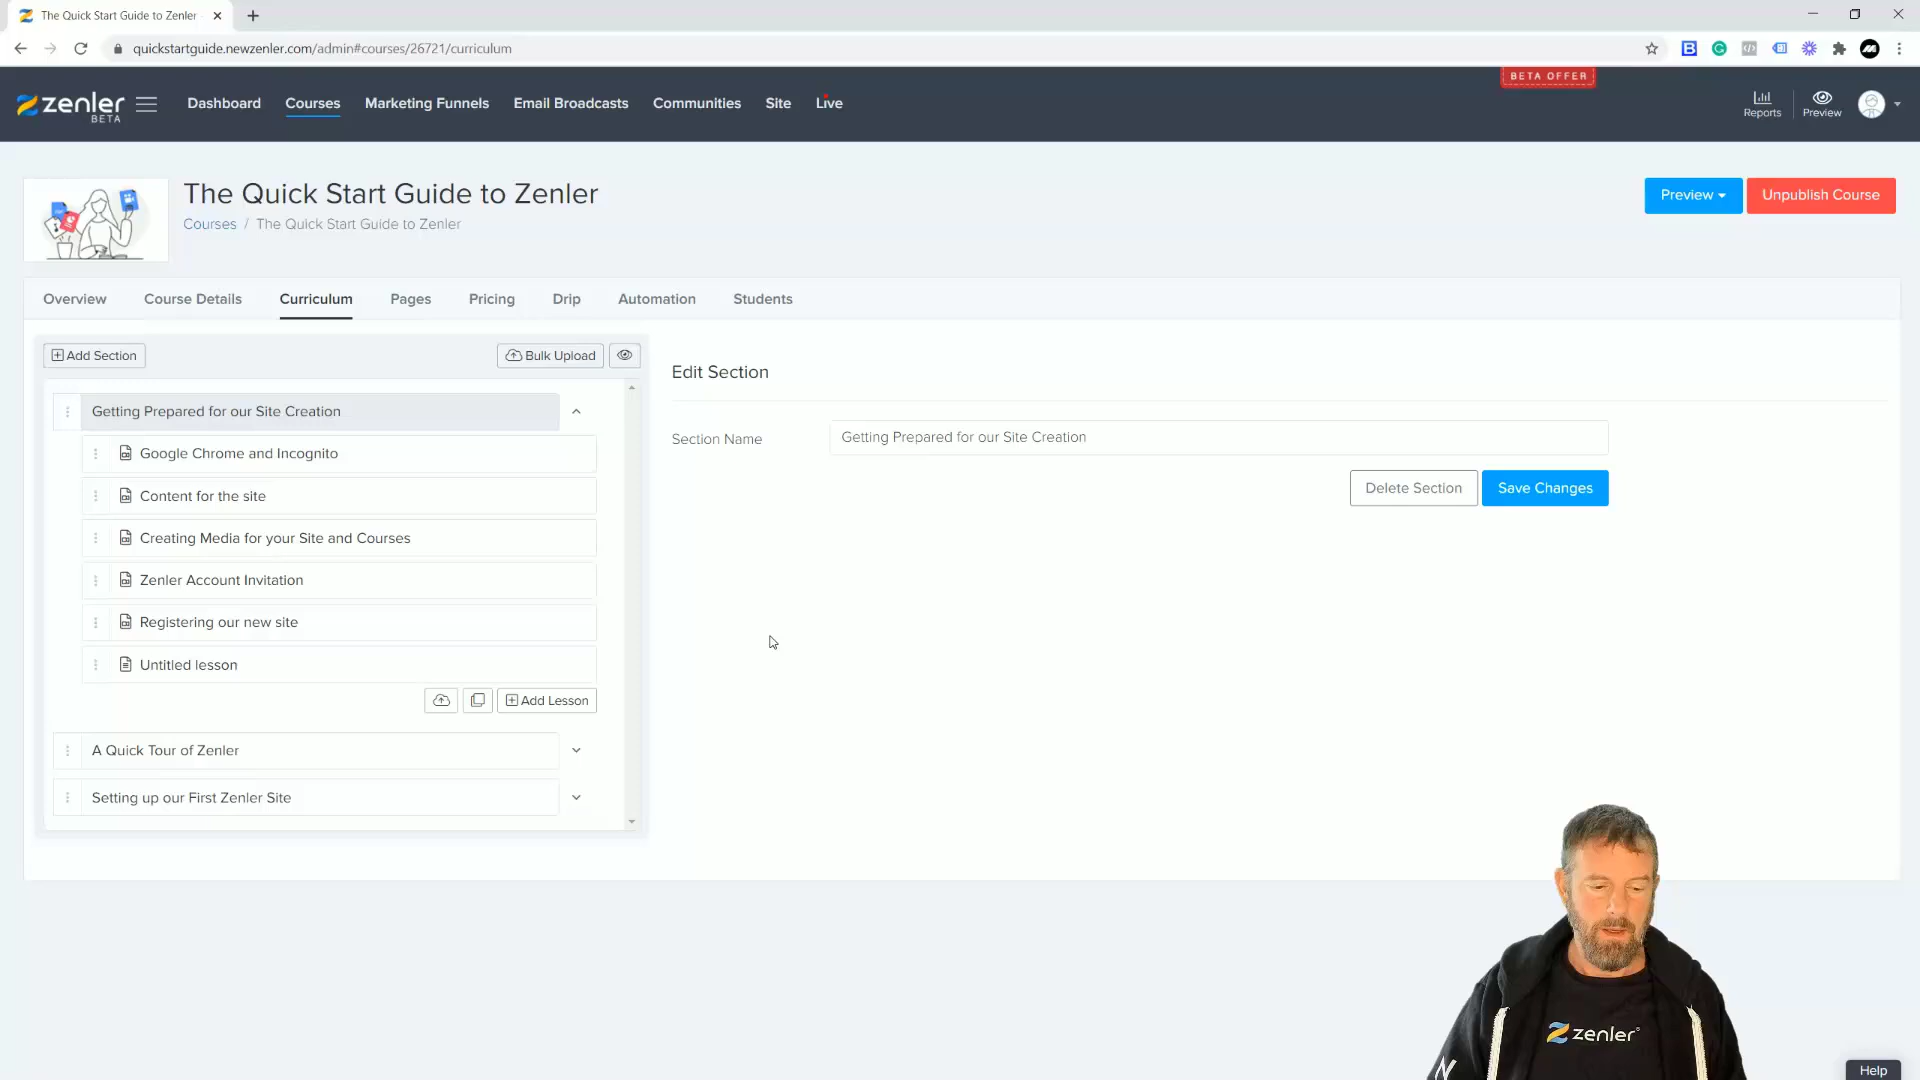 The Quick Start Guide to Zenler
quickstartguide.newzenler.com/admin#courses/26721/curriculum
BETA OFFER
zenler
BETA
Dashboard
Courses
Marketing Funnels
Email Broadcasts
Communities
Site
Live
Reports
Preview
The Quick Start Guide to Zenler
Courses / The Quick Start Guide to Zenler
Preview
Unpublish Course
Overview
Course Details
Curriculum
Pages
Pricing
Drip
Automation
Students
Add Section
Bulk Upload
Getting Prepared for our Site Creation
Google Chrome and Incognito
Content for the site
Creating Media for your Site and Courses
Zenler Account Invitation
Registering our new site
Untitled lesson
Add Lesson
A Quick Tour of Zenler
Setting up our First Zenler Site
Edit Section
Section Name
Getting Prepared for our Site Creation
Delete Section
Save Changes
zenler
N
Help